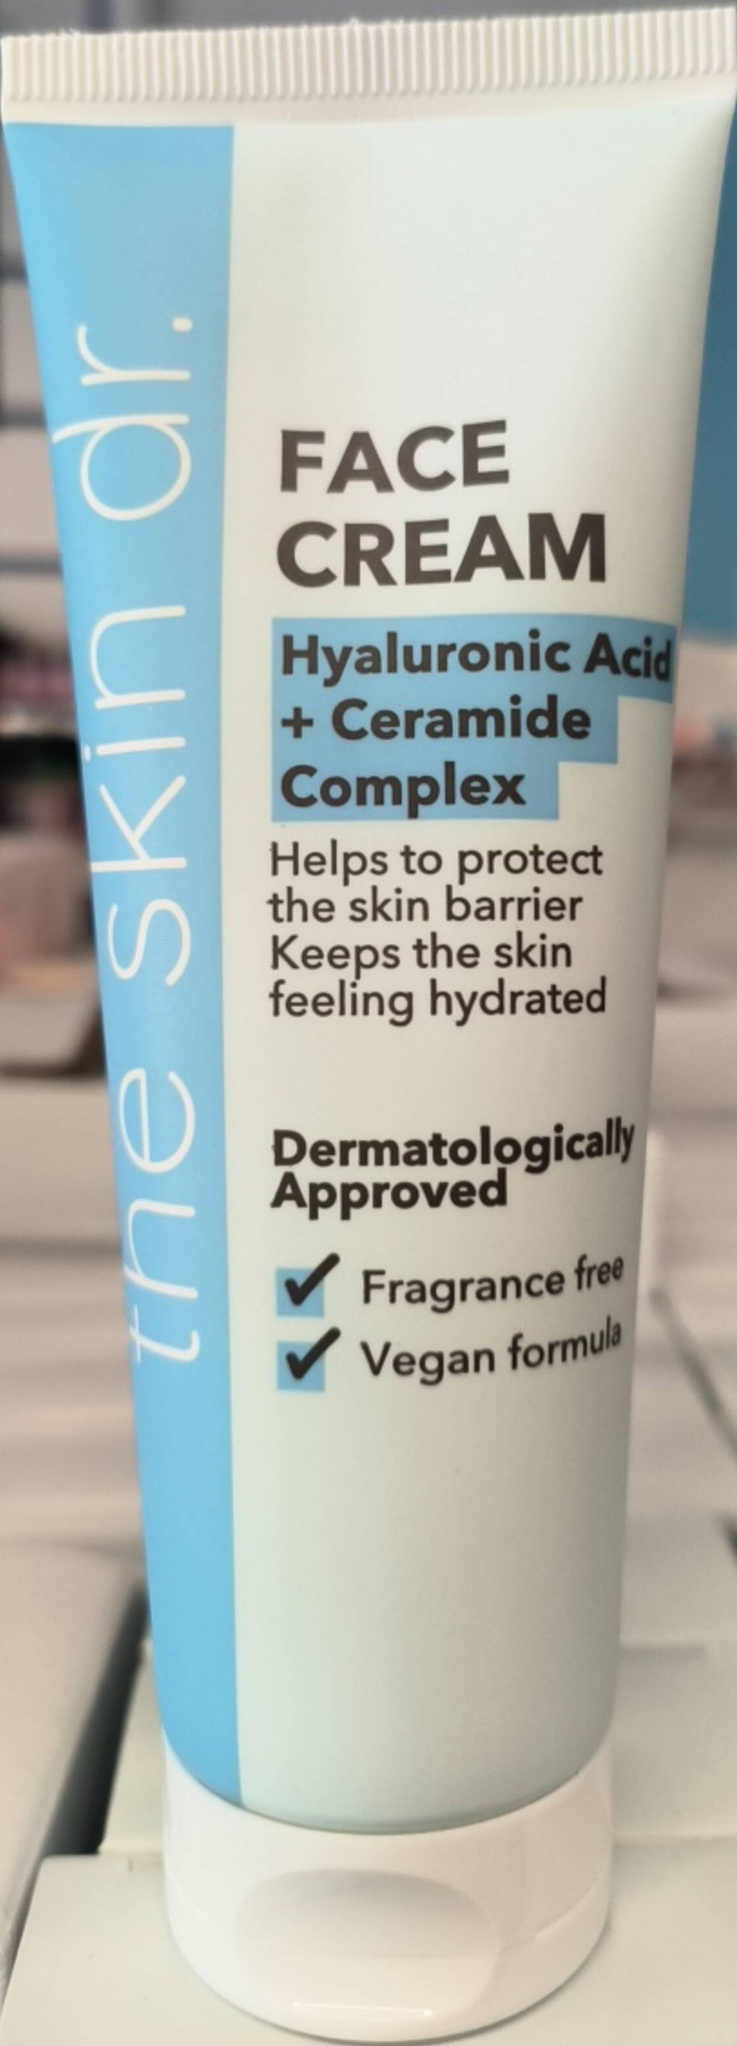 the skin dr.
FACE
CREAM
Hyaluronic Acid
+ Ceramide
Complex
Helps to protect
the skin barrier
Keeps the skin
feeling hydrated
Dermatologically
Approved
✔ Fragrance free
✔ Vegan formula